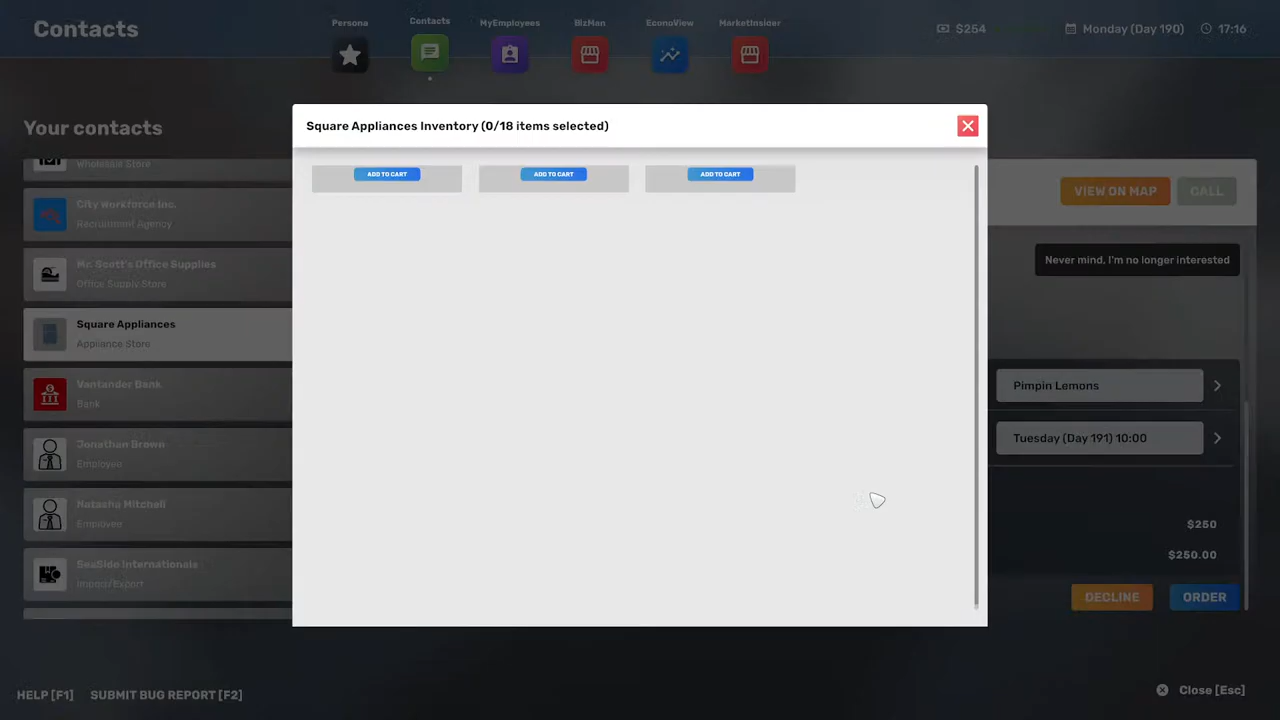 Contacts
Persona
Contacts
MyEmployees
BizMan
EconoView
MarketInsider
$254
Monday (Day 190)
17:16
Your contacts
Wholesale Store
City Workforce Inc.
Recruitment Agency
Mr. Scott's Office Supplies
Office Supply Store
Square Appliances
Appliance Store
Vantander Bank
Bank
Jonathan Brown
Employee
Natasha Mitchell
Employee
SeaSide Internationals
Import/Export
Square Appliances Inventory (0/18 items selected)
ADD TO CART
ADD TO CART
ADD TO CART
VIEW ON MAP
CALL
Never mind, I'm no longer interested
Pimpin Lemons
Tuesday (Day 191) 10:00
$250
$250.00
DECLINE
ORDER
HELP [F1]
SUBMIT BUG REPORT [F2]
Close [Esc]